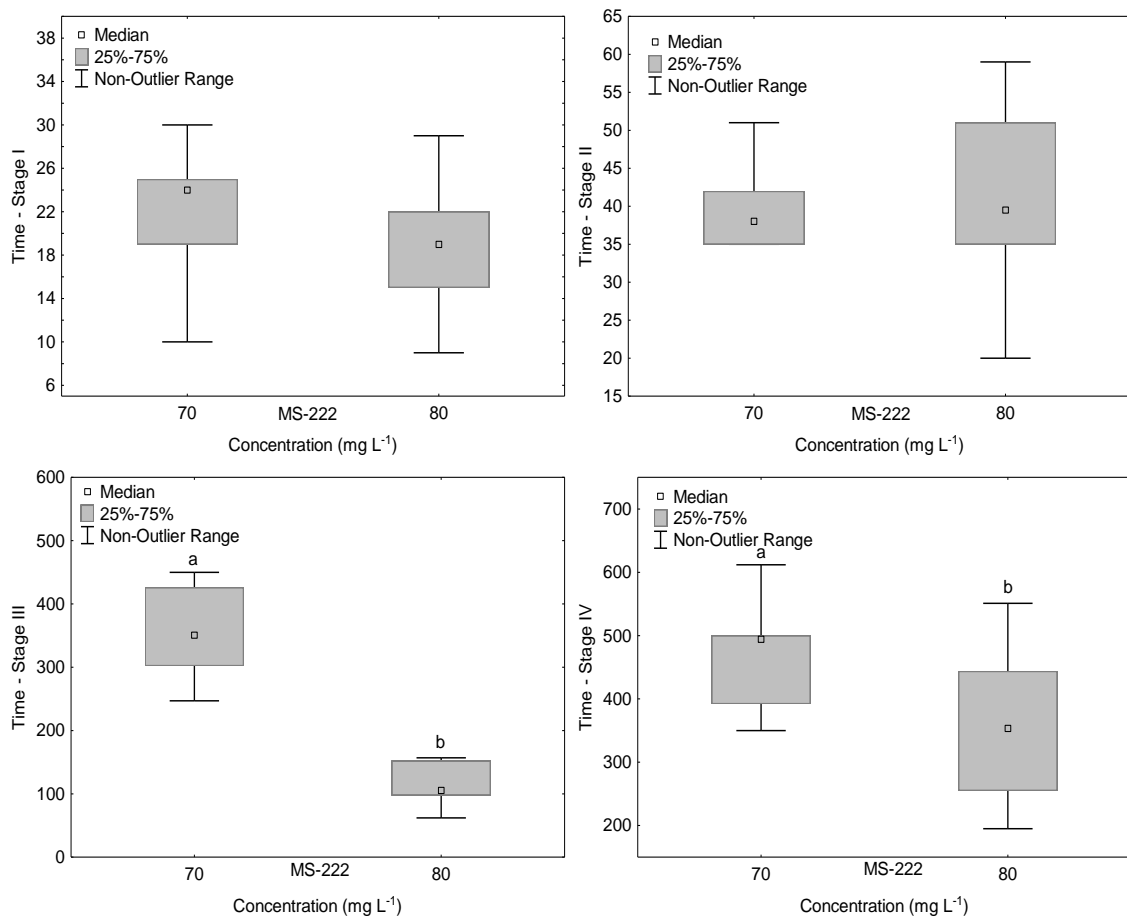 Median
25%-75%
Non-Outlier Range
38
34
30
26
22
18
14
10
6
Time - Stage I
70
MS-222
80
Concentration (mg L⁻¹)
Median
25%-75%
Non-Outlier Range
65
60
55
50
45
40
35
30
25
20
15
Time - Stage II
70
MS-222
80
Concentration (mg L⁻¹)
Median
25%-75%
Non-Outlier Range
a
b
600
500
400
300
200
100
0
Time - Stage III
70
MS-222
80
Concentration (mg L⁻¹)
Median
25%-75%
Non-Outlier Range
a
b
700
600
500
400
300
200
Time - Stage IV
70
MS-222
80
Concentration (mg L⁻¹)